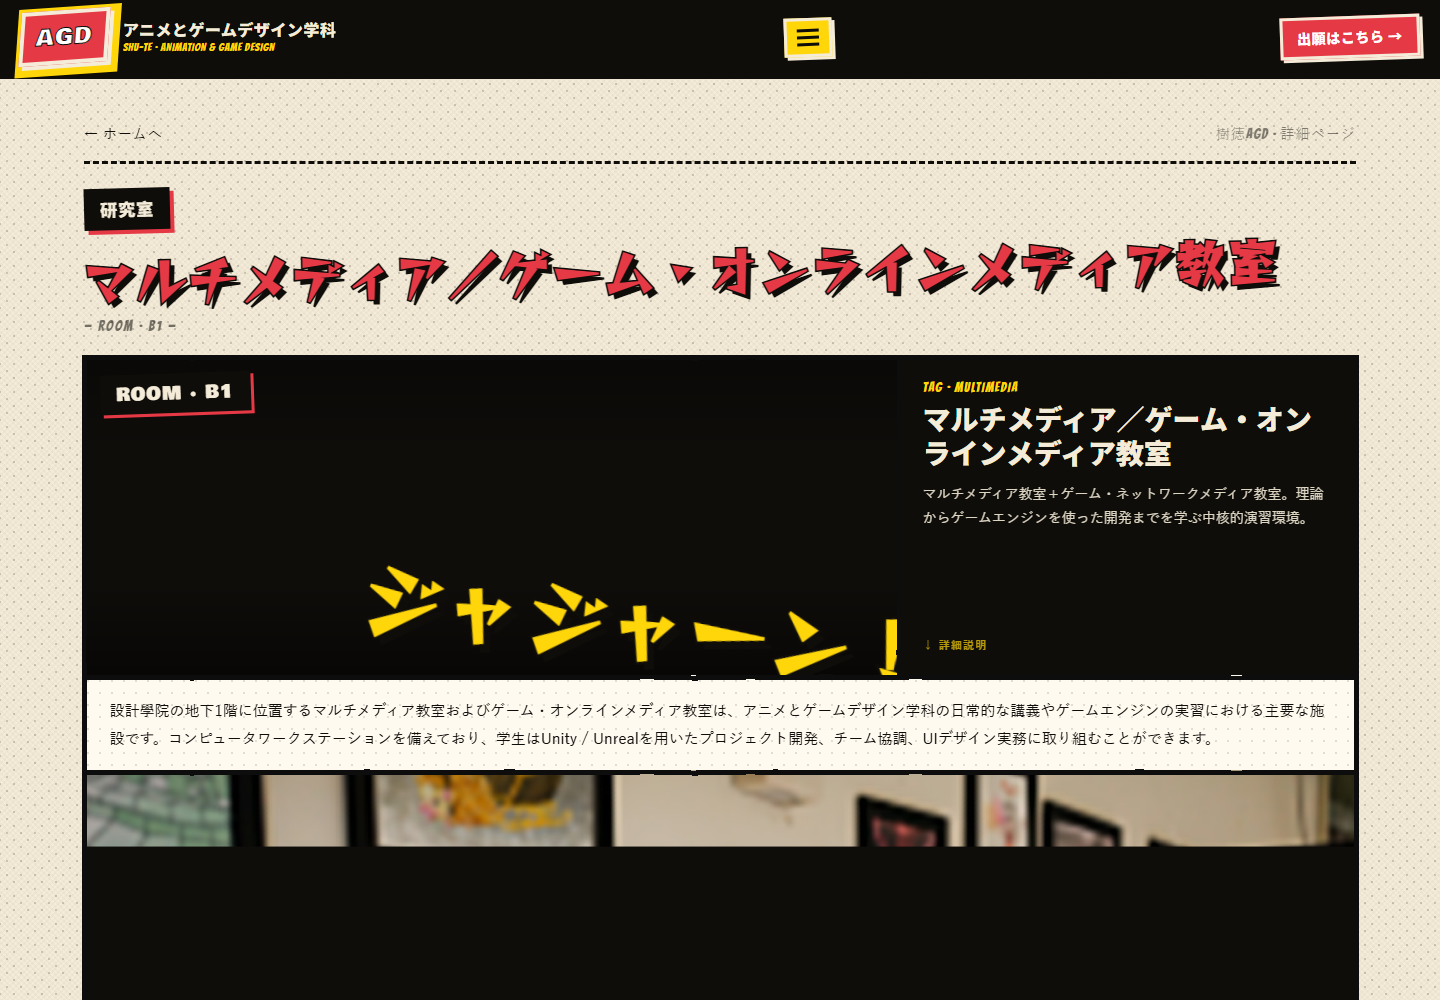 AGD
アニメとゲームデザイン学科
SHU-TE · ANIMATION & GAME DESIGN
出願はこちら →
← ホームへ
樹徳AGD · 詳細ページ
研究室
マルチメディア／ゲーム・オンラインメディア教室
— ROOM · B1 —
ROOM · B1
TAG · MULTIMEDIA
マルチメディア／ゲーム・オン
ラインメディア教室
マルチメディア教室＋ゲーム・ネットワークメディア教室。理論
からゲームエンジンを使った開発までを学ぶ中核的演習環境。
ジャジャーン！
↓ 詳細説明
設計學院の地下1階に位置するマルチメディア教室およびゲーム・オンラインメディア教室は、アニメとゲームデザイン学科の日常的な講義やゲームエンジンの実習における主要な施
設です。コンピュータワークステーションを備えており、学生はUnity / Unrealを用いたプロジェクト開発、チーム協調、UIデザイン実務に取り組むことができます。